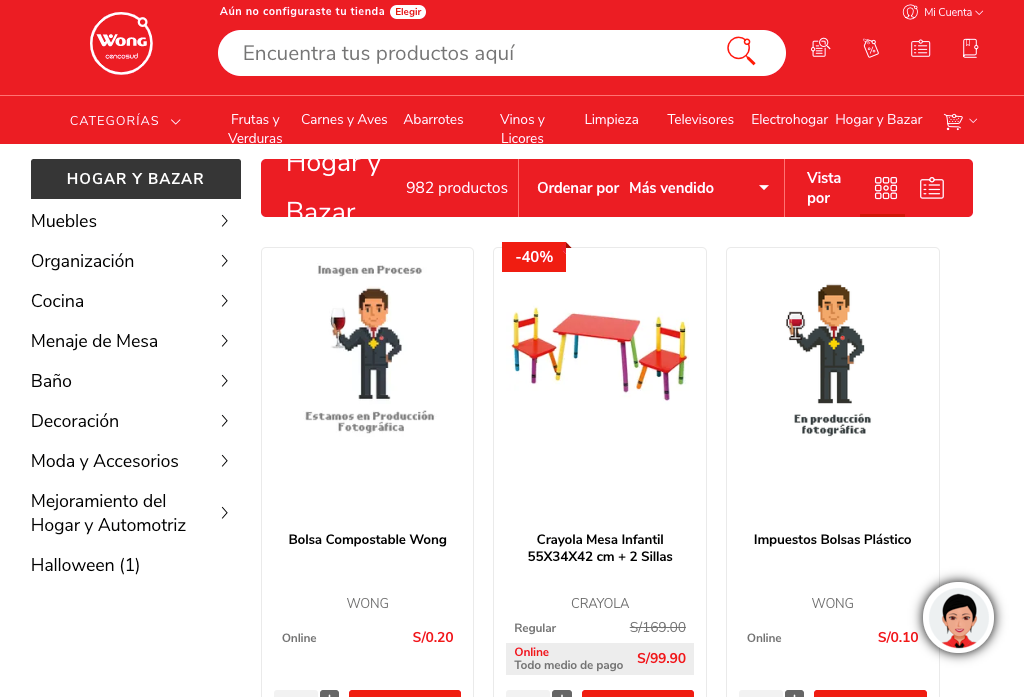 Aún no configuraste tu tienda Elegir
Mi Cuenta
Wong
cencosud
Encuentra tus productos aquí
CATEGORÍAS
Frutas y
Verduras
Carnes y Aves
Abarrotes
Vinos y
Licores
Limpieza
Televisores
Electrohogar
Hogar y Bazar
HOGAR Y BAZAR
Muebles
Organización
Cocina
Menaje de Mesa
Baño
Decoración
Moda y Accesorios
Mejoramiento del
Hogar y Automotriz
Halloween (1)
Hogar y
Bazar
982 productos
Ordenar por Más vendido
Vista
por
Imagen en Proceso
Estamos en Producción
Fotográfica
Bolsa Compostable Wong
WONG
Online S/0.20
-40%
Crayola Mesa Infantil
55X34X42 cm + 2 Sillas
CRAYOLA
Regular S/169.00
Online
Todo medio de pago S/99.90
En producción
fotográfica
Impuestos Bolsas Plástico
WONG
Online S/0.10